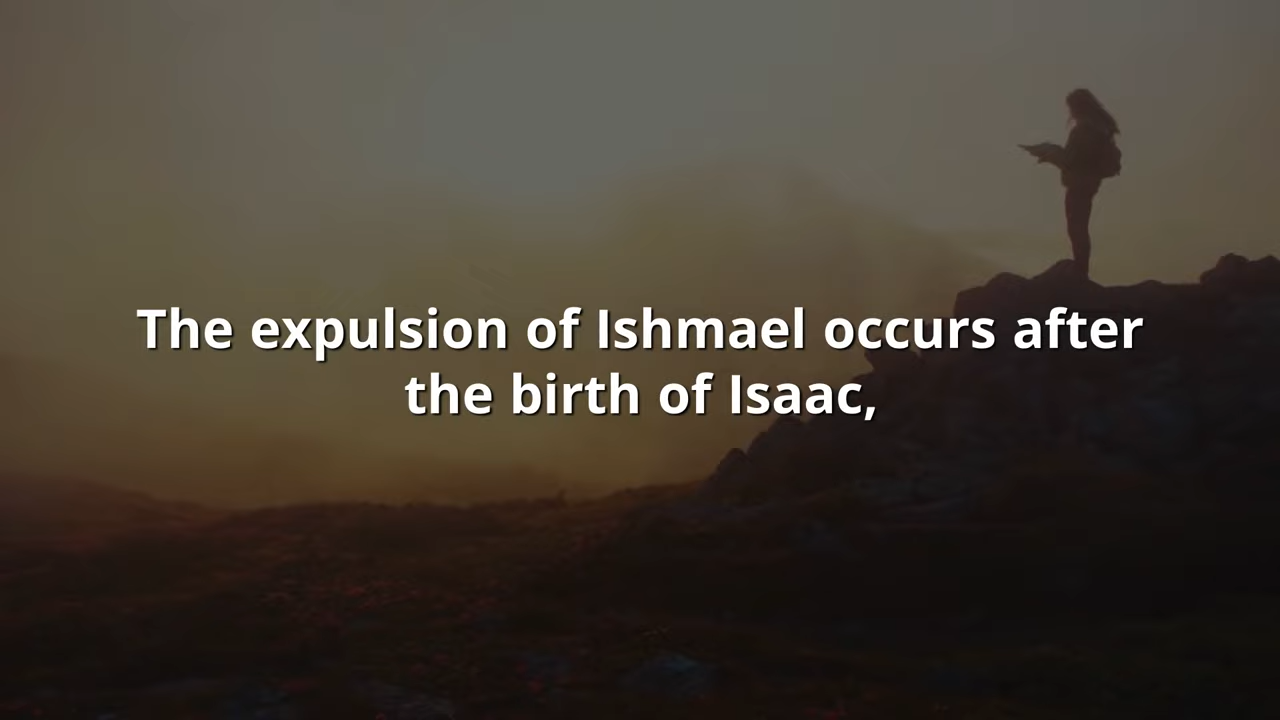 The expulsion of Ishmael occurs after
the birth of Isaac,